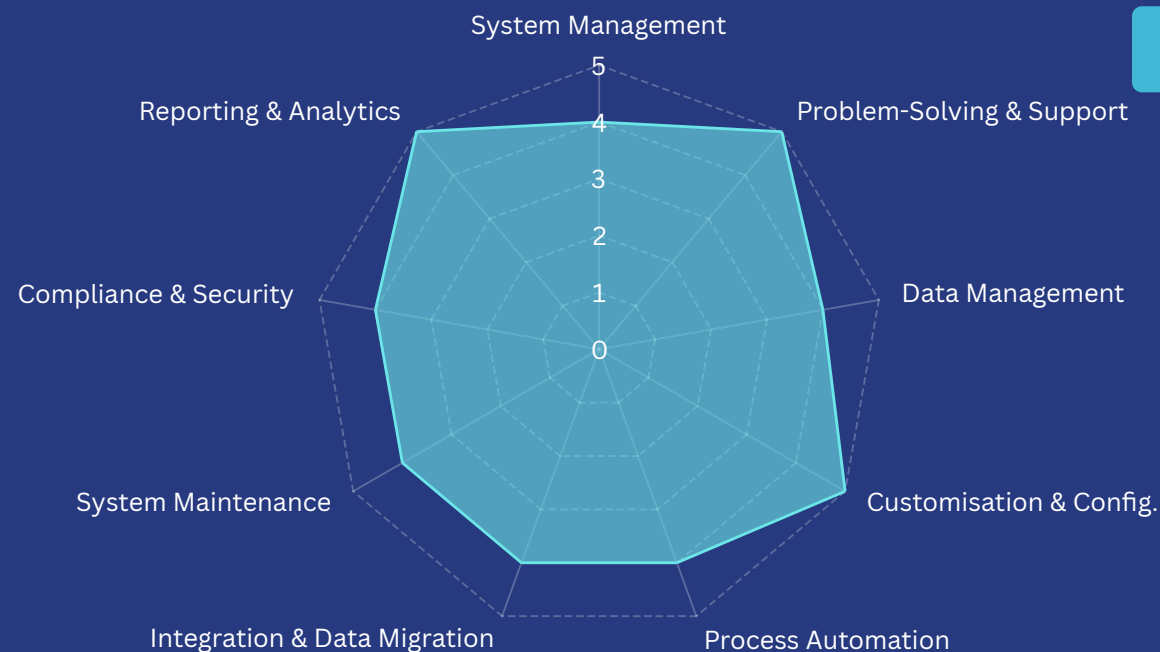 System Management
5
Reporting & Analytics
Problem-Solving & Support
4
3
2
Compliance & Security
1
Data Management
0
System Maintenance
Customisation & Config.
Integration & Data Migration
Process Automation